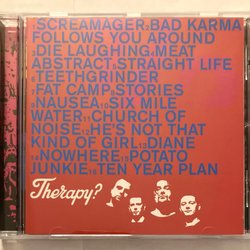 SCREAMAGER2BAD KARMA
FOLLOWS YOU AROUND
3DIE LAUGHING4MEAT
ABSTRACT5STRAIGHT LIFE
6TEETHGRINDER
7FAT CAMP8STORIES
9NAUSEA10SIX MILE
WATER11CHURCH OF
NOISE12HE'S NOT THAT
KIND OF GIRL13DIANE
14NOWHERE15POTATO
JUNKIE16TEN YEAR PLAN
Therapy?